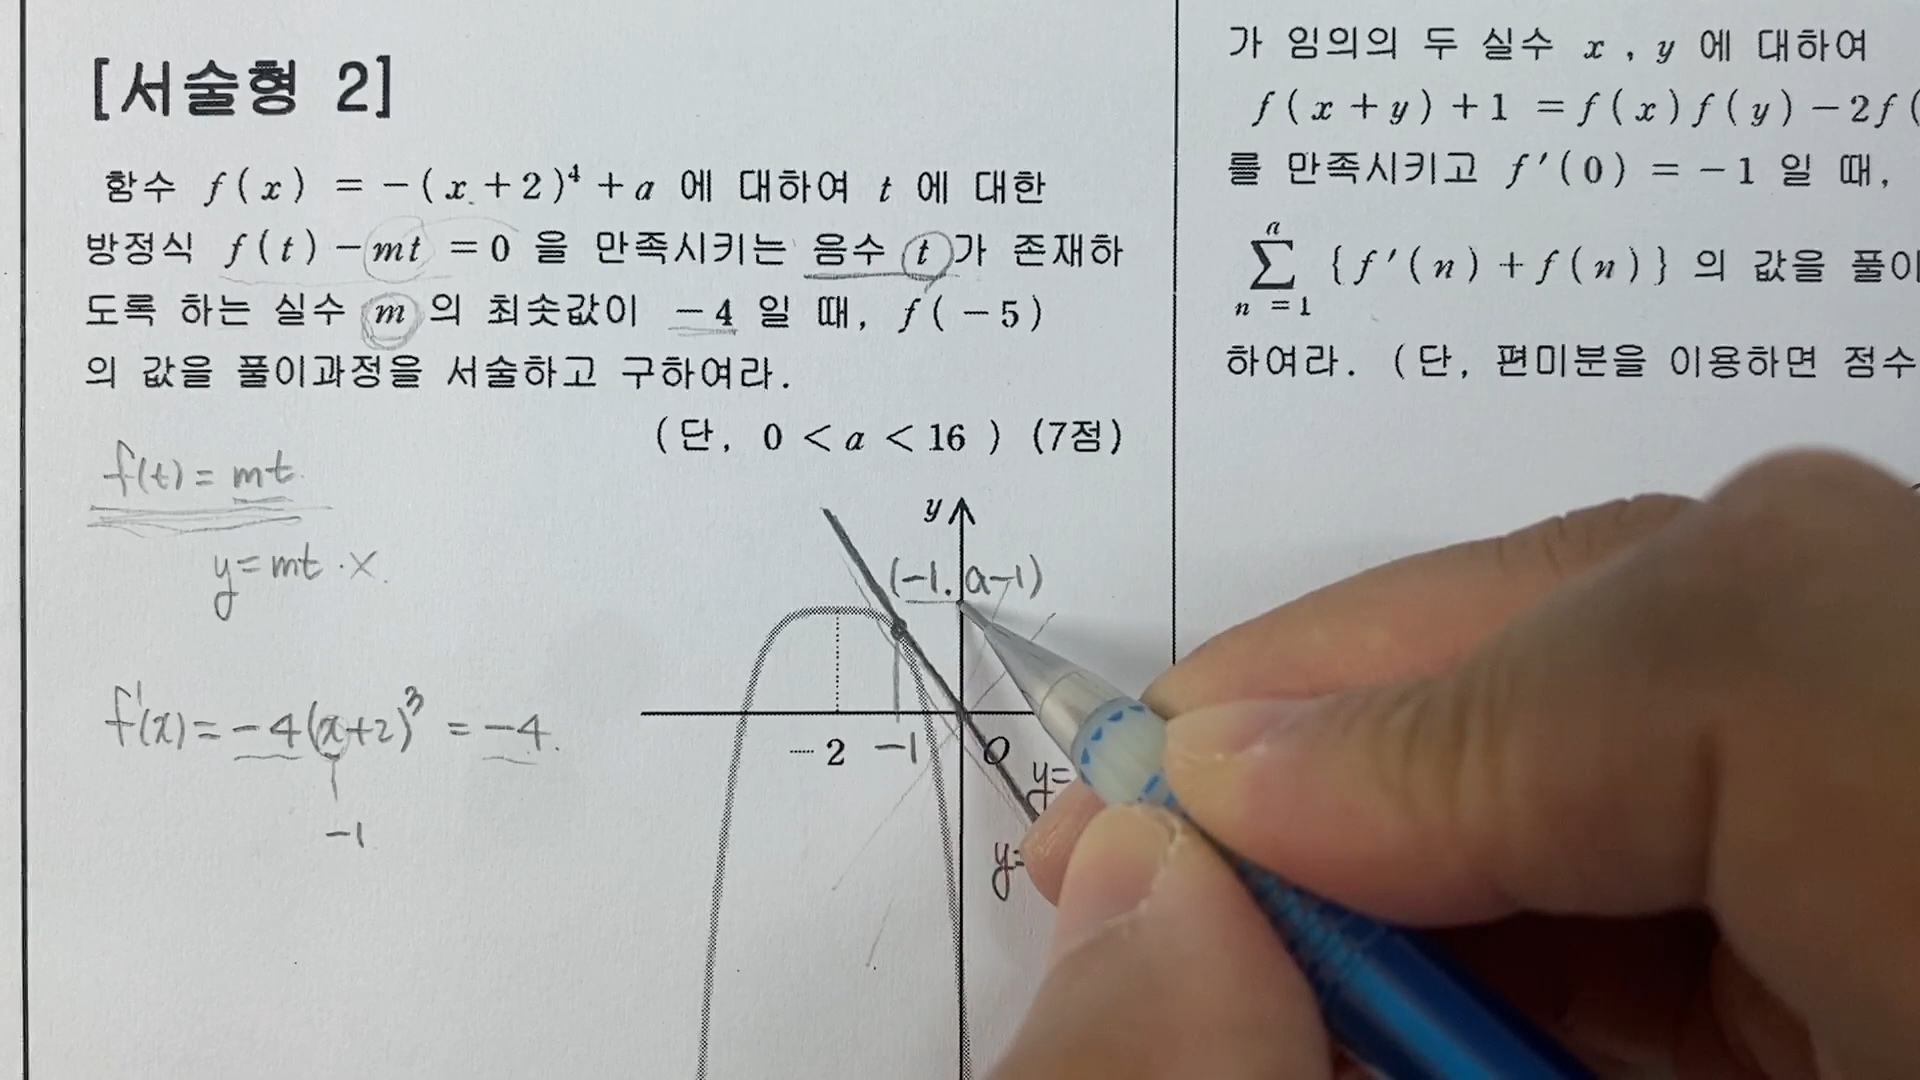 [서술형 2]
함수 f(x) = -(x+2)⁴+a 에 대하여 t 에 대한
방정식 f(t)-mt=0 을 만족시키는 음수 t 가 존재하
도록 하는 실수 m 의 최솟값이 -4 일 때, f(-5)
의 값을 풀이과정을 서술하고 구하여라.
(단, 0<a<16) (7점)
f(t)=mt
y=mt·x
f'(x)=-4(x+2)³=-4.
-1
y
(-1, a-1)
-2
-1
O
y=
y=
가 임의의 두 실수 x, y 에 대하여
f(x+y)+1=f(x)f(y)-2f(
를 만족시키고 f'(0)=-1 일 때,
a
∑ {f'(n)+f(n)} 의 값을 풀이
n=1
하여라. (단, 편미분을 이용하면 점수